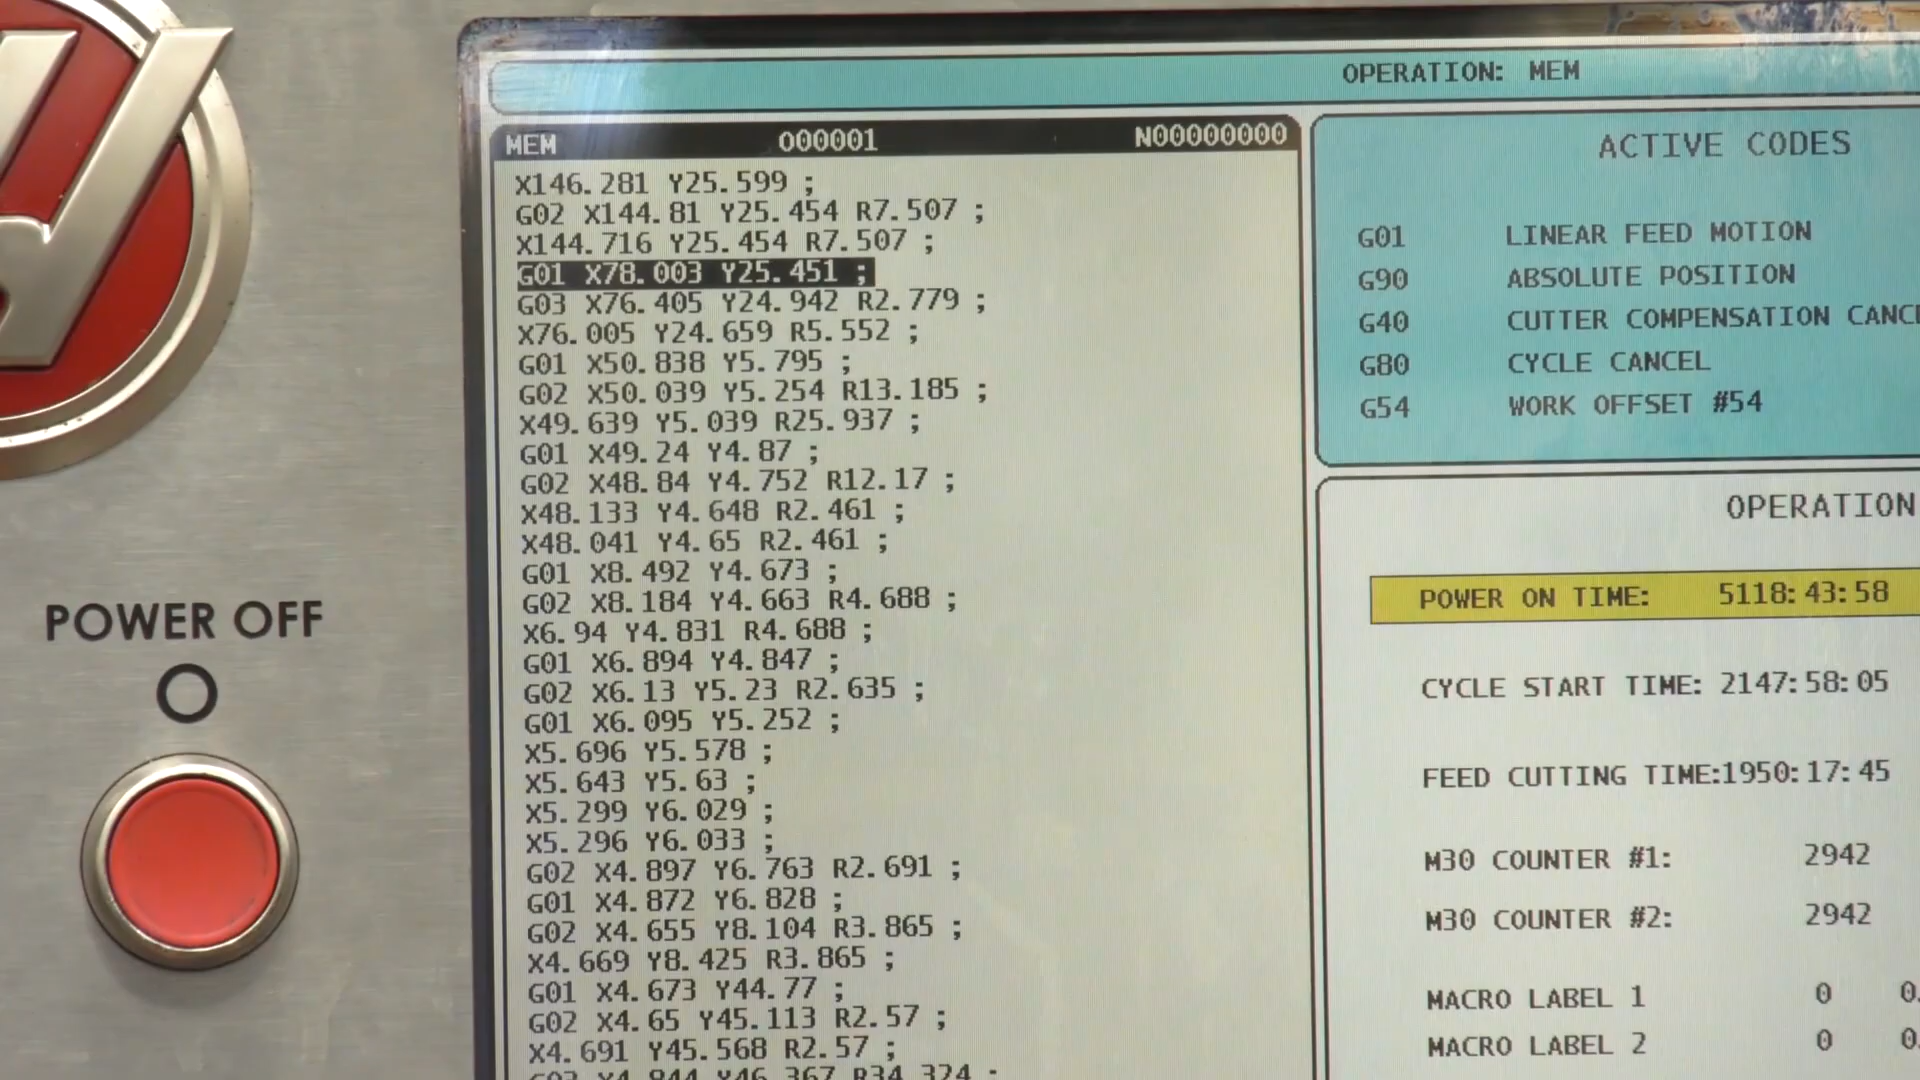 OPERATION: MEM
MEM O00001 N00000000
X146.281 Y25.599 ;
G02 X144.81 Y25.454 R7.507 ;
X144.716 Y25.454 R7.507 ;
G01 X78.003 Y25.451 ;
G03 X76.405 Y24.942 R2.779 ;
X76.005 Y24.659 R5.552 ;
G01 X50.838 Y5.795 ;
G02 X50.039 Y5.254 R13.185 ;
X49.639 Y5.039 R25.937 ;
G01 X49.24 Y4.87 ;
G02 X48.84 Y4.752 R12.17 ;
X48.133 Y4.648 R2.461 ;
X48.041 Y4.65 R2.461 ;
G01 X8.492 Y4.673 ;
G02 X8.184 Y4.663 R4.688 ;
X6.94 Y4.831 R4.688 ;
G01 X6.894 Y4.847 ;
G02 X6.13 Y5.23 R2.635 ;
G01 X6.095 Y5.252 ;
X5.696 Y5.578 ;
X5.643 Y5.63 ;
X5.299 Y6.029 ;
X5.296 Y6.033 ;
G02 X4.897 Y6.763 R2.691 ;
G01 X4.872 Y6.828 ;
G02 X4.655 Y8.104 R3.865 ;
X4.669 Y8.425 R3.865 ;
G01 X4.673 Y44.77 ;
G02 X4.65 Y45.113 R2.57 ;
X4.691 Y45.568 R2.57 ;
X4.844 Y46.367 R34.324 ;
ACTIVE CODES
G01 LINEAR FEED MOTION
G90 ABSOLUTE POSITION
G40 CUTTER COMPENSATION CANCE
G80 CYCLE CANCEL
G54 WORK OFFSET #54
OPERATION
POWER ON TIME: 5118:43:58
CYCLE START TIME: 2147:58:05
FEED CUTTING TIME:1950:17:45
M30 COUNTER #1: 2942
M30 COUNTER #2: 2942
MACRO LABEL 1 0 0.
MACRO LABEL 2 0 0.
POWER OFF